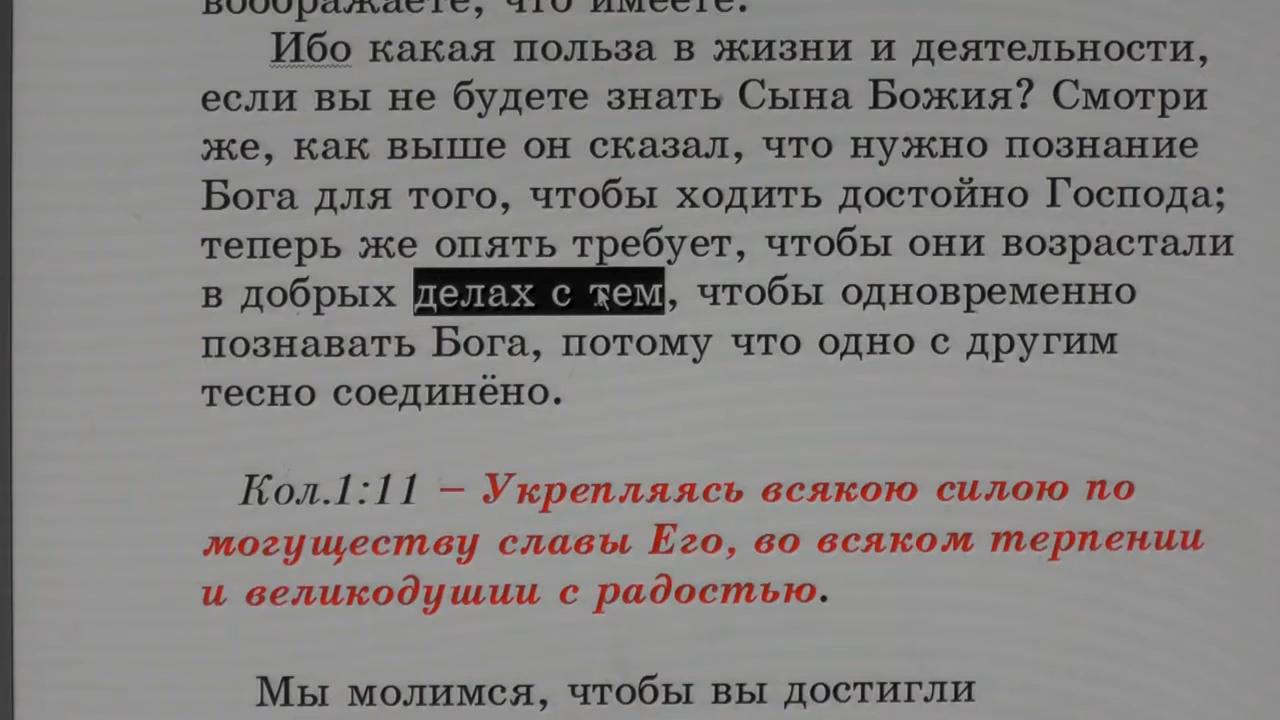 воображаете, что имеете.
Ибо какая польза в жизни и деятельности,
если вы не будете знать Сына Божия? Смотри
же, как выше он сказал, что нужно познание
Бога для того, чтобы ходить достойно Господа;
теперь же опять требует, чтобы они возрастали
в добрых делах с тем, чтобы одновременно
познавать Бога, потому что одно с другим
тесно соединёно.
Кол.1:11 – Укрепляясь всякою силою по
могуществу славы Его, во всяком терпении
и великодушии с радостью.
Мы молимся, чтобы вы достигли